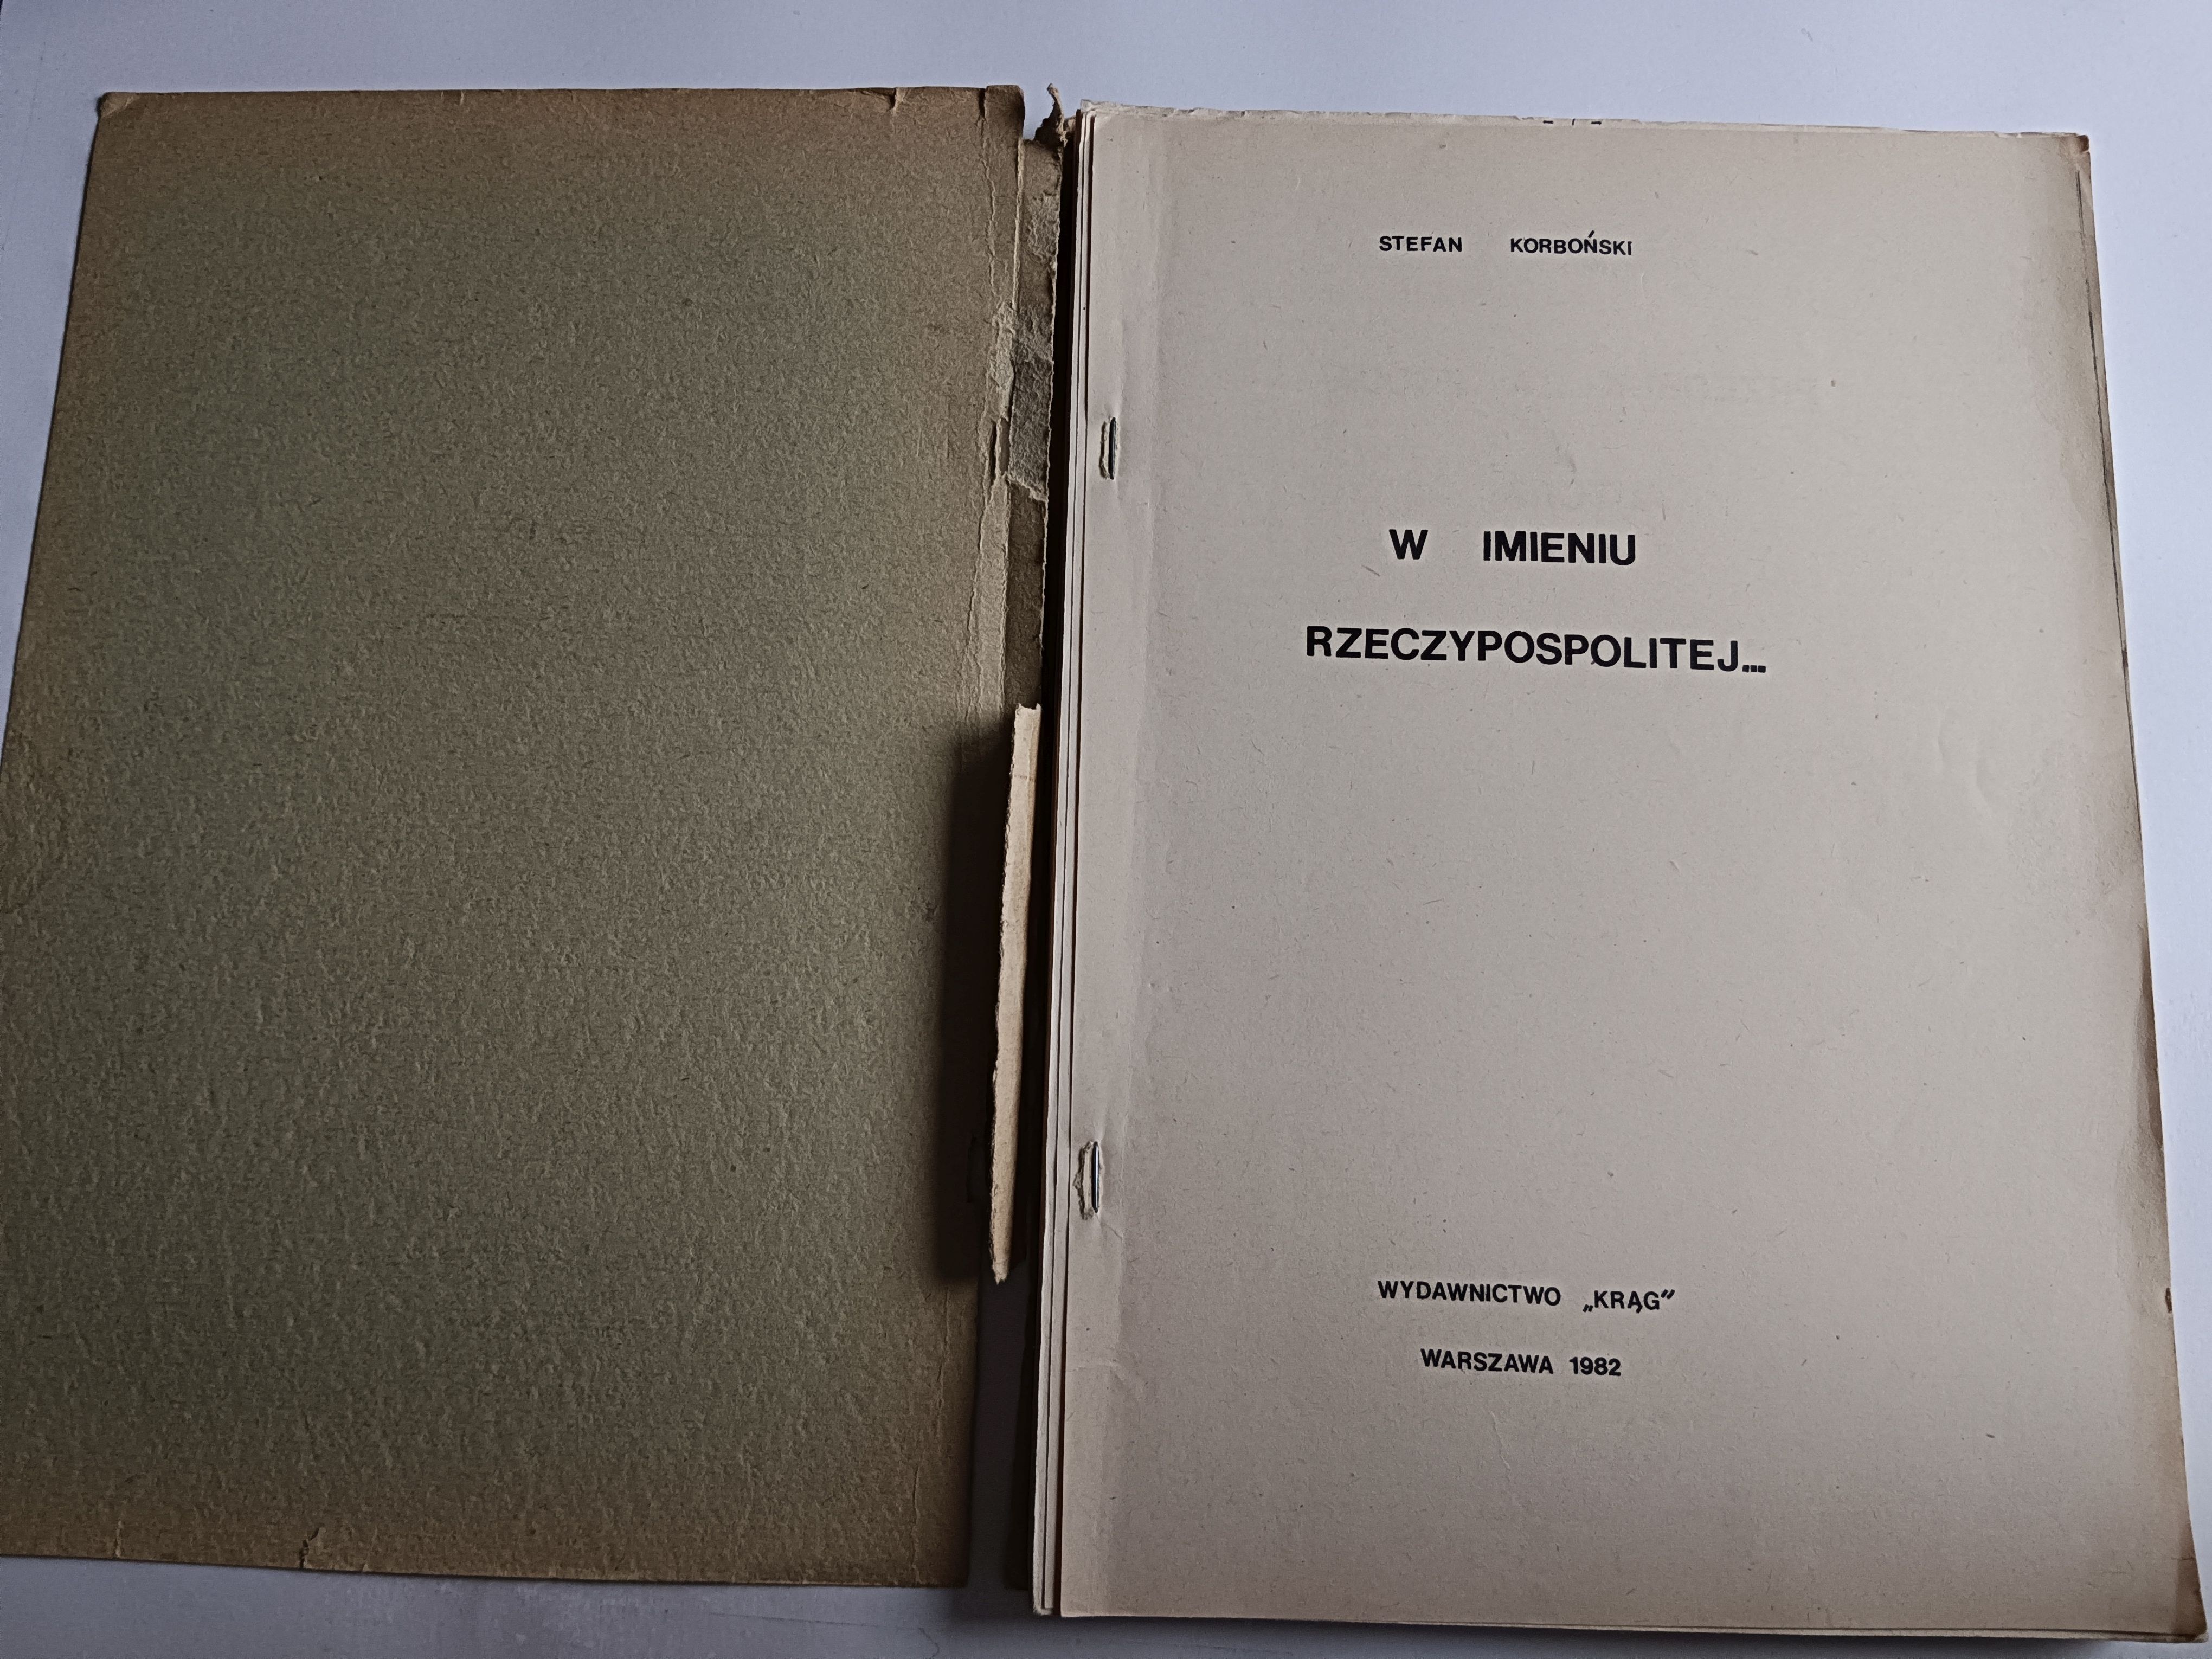 STEFAN KORBOŃSKI
W IMIENIU
RZECZYPOSPOLITEJ...
WYDAWNICTWO „KRĄG”
WARSZAWA 1982